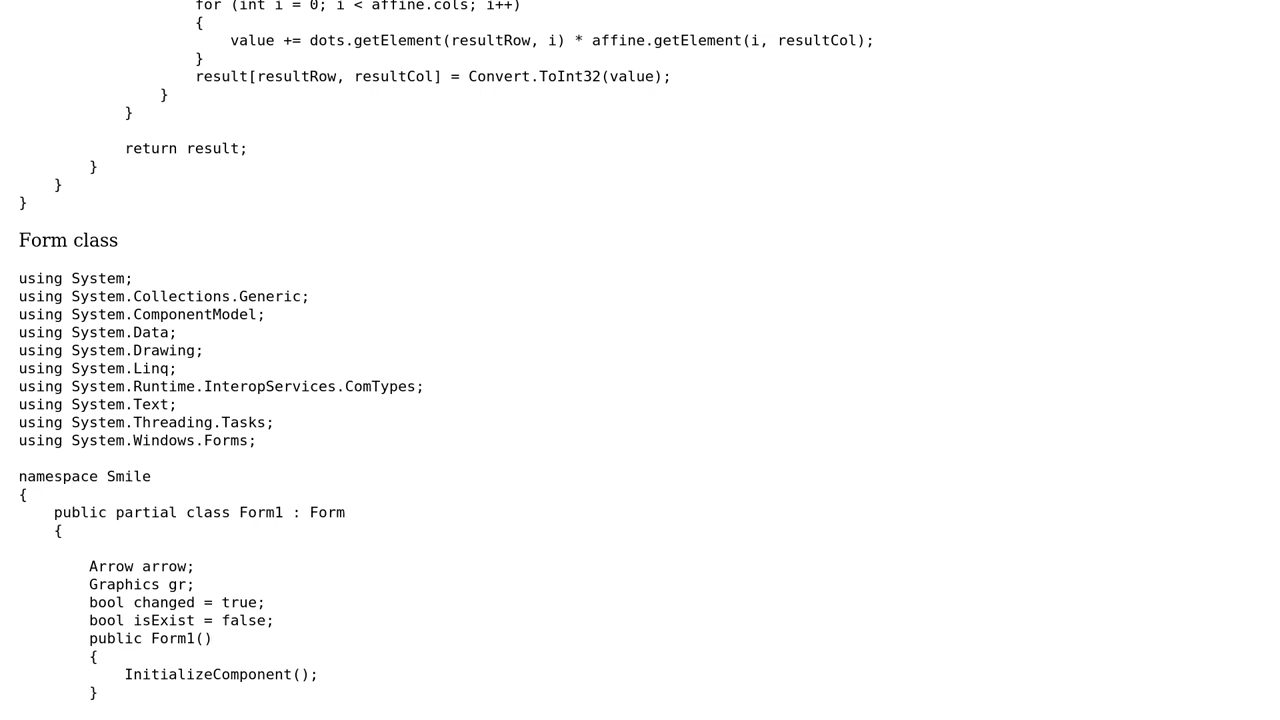 for (int i = 0; i < affine.cols; i++)
                    {
                        value += dots.getElement(resultRow, i) * affine.getElement(i, resultCol);
                    }
                    result[resultRow, resultCol] = Convert.ToInt32(value);
                }
            }

            return result;
        }
    }
}
Form class
using System;
using System.Collections.Generic;
using System.ComponentModel;
using System.Data;
using System.Drawing;
using System.Linq;
using System.Runtime.InteropServices.ComTypes;
using System.Text;
using System.Threading.Tasks;
using System.Windows.Forms;

namespace Smile
{
    public partial class Form1 : Form
    {

        Arrow arrow;
        Graphics gr;
        bool changed = true;
        bool isExist = false;
        public Form1()
        {
            InitializeComponent();
        }